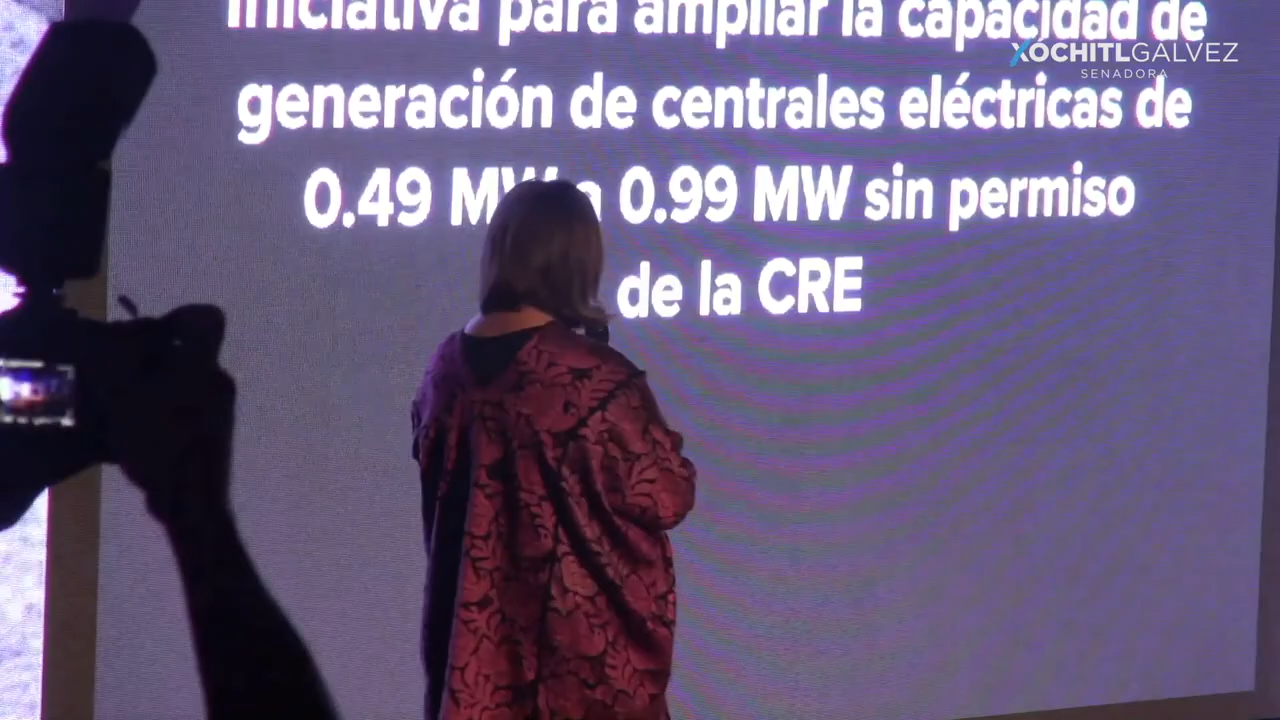 Iniciativa para ampliar la capacidad de
XÓCHITLGÁLVEZ
SENADORA
generación de centrales eléctricas de
0.49 MW a 0.99 MW sin permiso
de la CRE